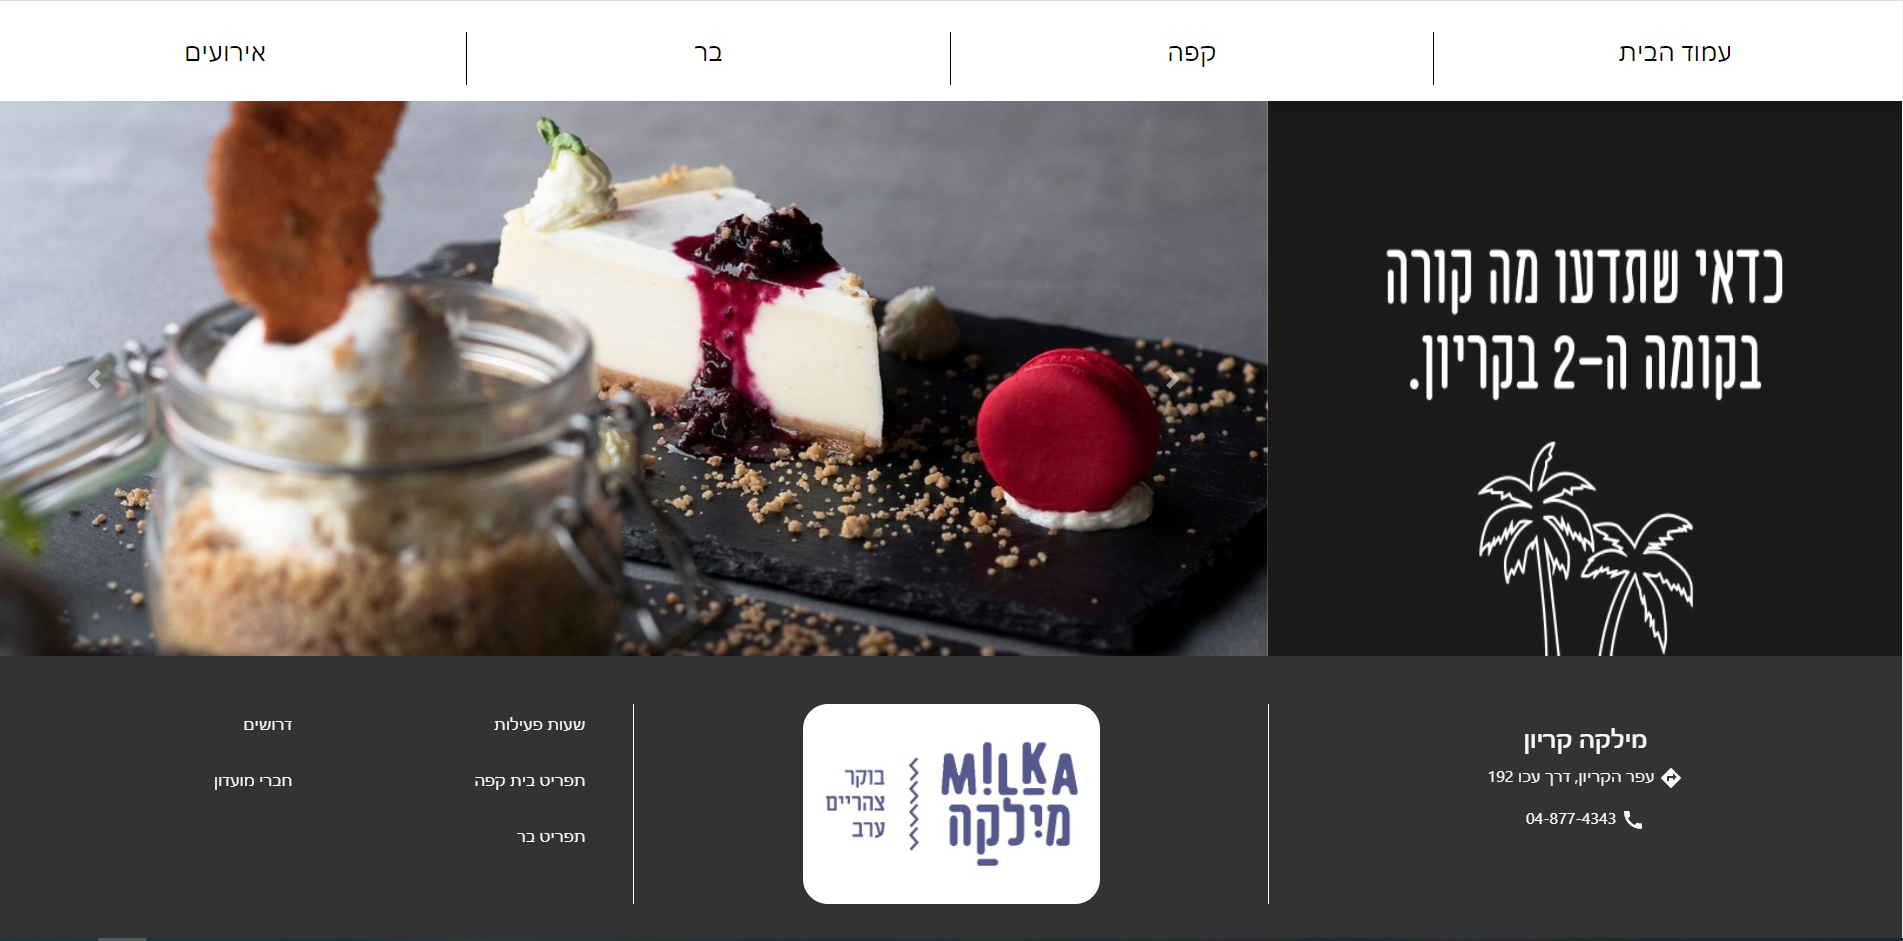 עמוד הבית
קפה
בר
אירועים
כדאי שתדעו מה קורה
בקומה ה-2 בקריון.
מילקה קריון
עפר הקריון, דרך עכו 192
04-877-4343
MILKA
מילקה
בוקר
צהריים
ערב
שעות פעילות
תפריט בית קפה
תפריט בר
דרושים
חברי מועדון